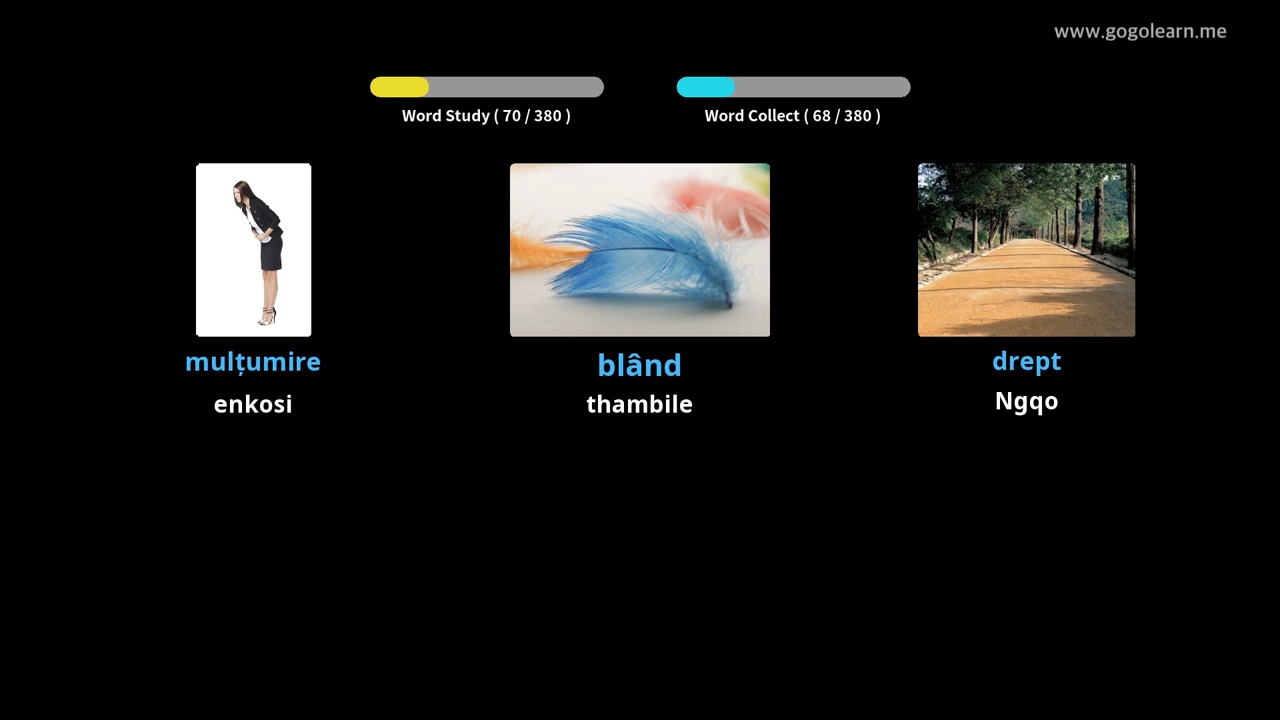 www.gogolearn.me
Word Study ( 70 / 380 )
Word Collect ( 68 / 380 )
mulțumire
enkosi
blând
thambile
drept
Ngqo